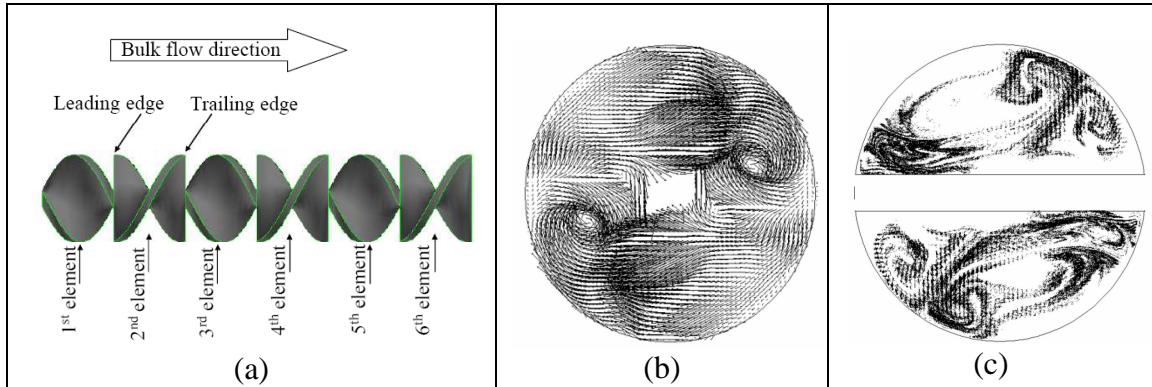 Bulk flow direction
Leading edge
Trailing edge
1st element
2nd element
3rd element
4th element
5th element
6th element
(a)
(b)
(c)